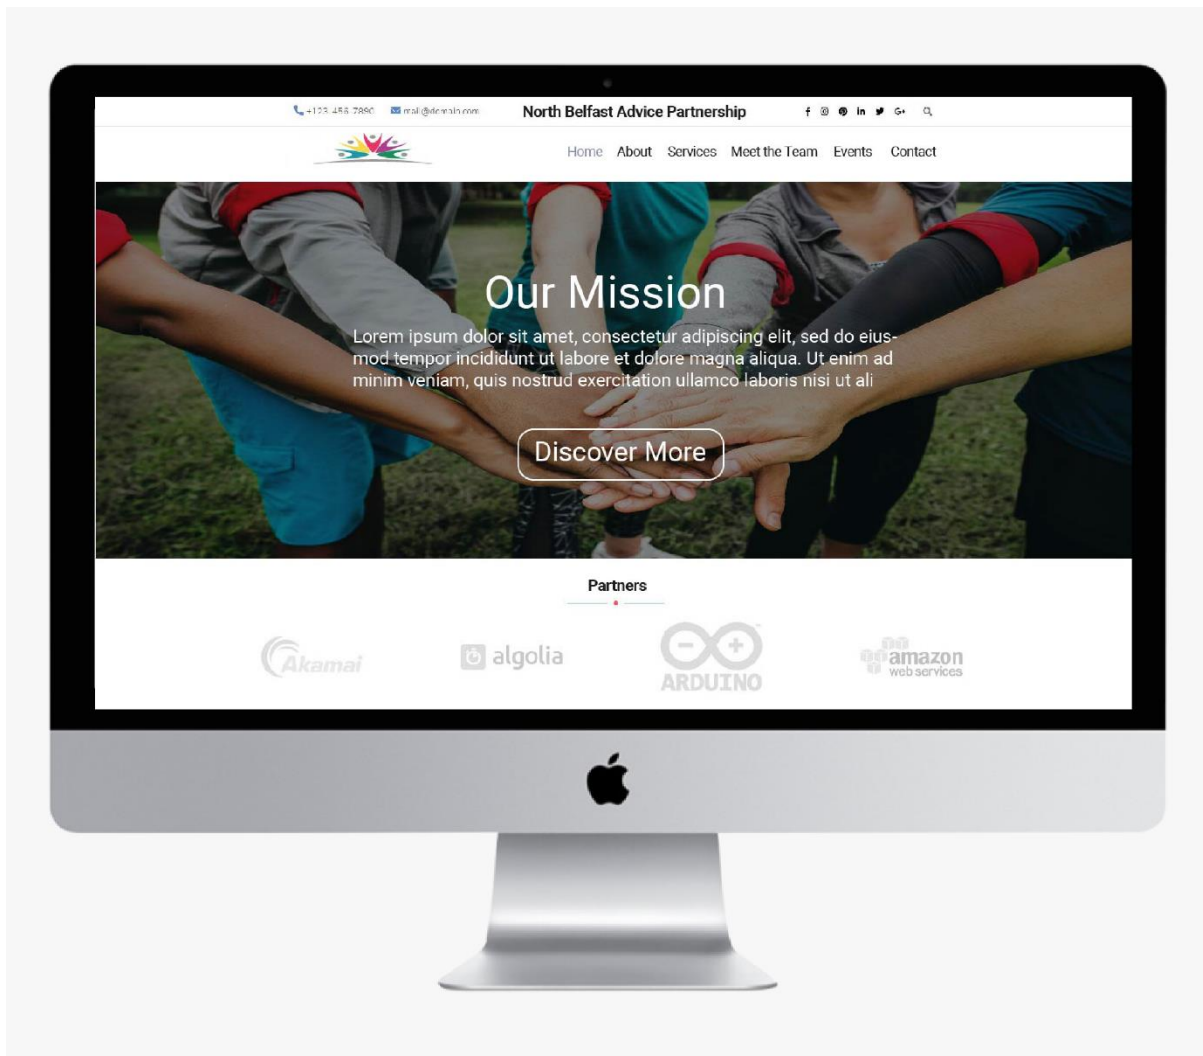 +123-456-7890 mail@domain.com North Belfast Advice Partnership
Home About Services Meet the Team Events Contact
Our Mission
Lorem ipsum dolor sit amet, consectetur adipiscing elit, sed do eius-
mod tempor incididunt ut labore et dolore magna aliqua. Ut enim ad
minim veniam, quis nostrud exercitation ullamco laboris nisi ut ali
Discover More
Partners
Akamai algolia ARDUINO amazon
web services